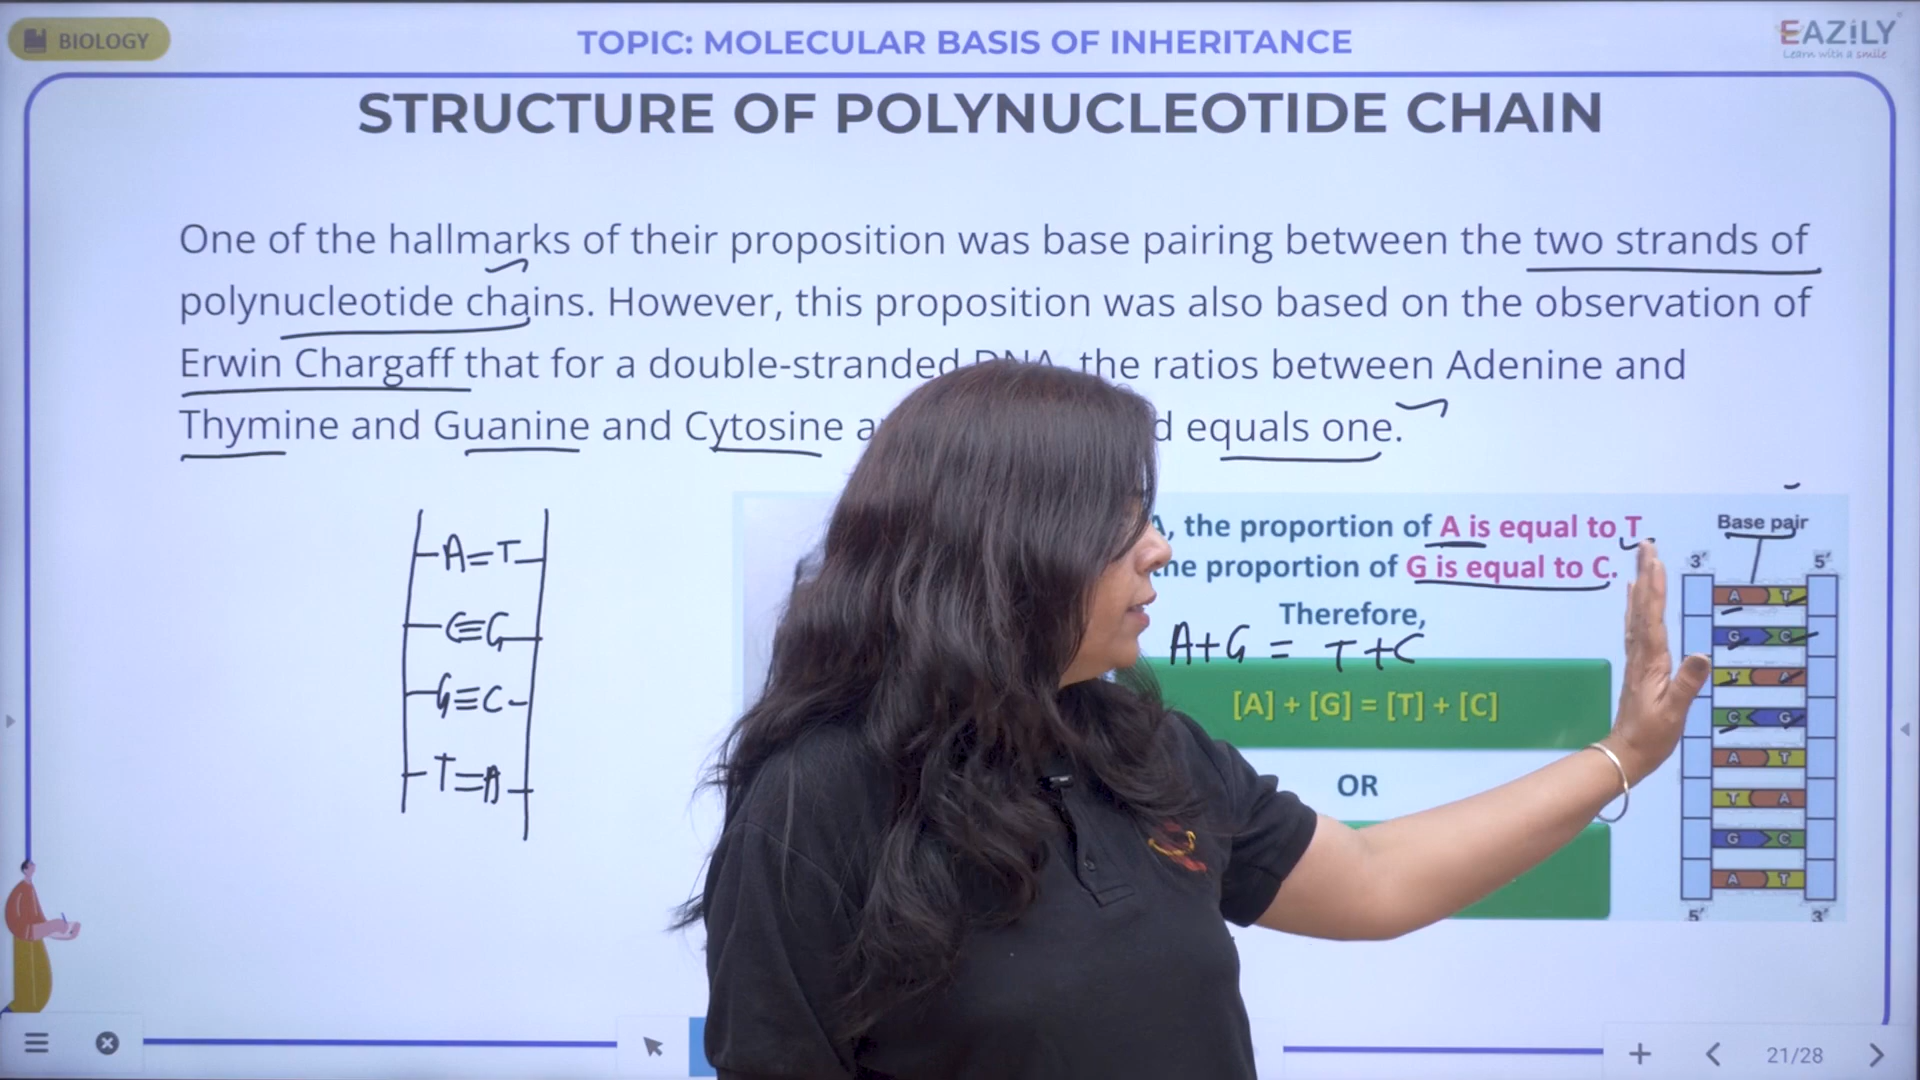 BIOLOGY
TOPIC: MOLECULAR BASIS OF INHERITANCE
EAZiLY
Learn with a smile
STRUCTURE OF POLYNUCLEOTIDE CHAIN
One of the hallmarks of their proposition was base pairing between the two strands of
polynucleotide chains. However, this proposition was also based on the observation of
Erwin Chargaff that for a double-stranded DNA, the ratios between Adenine and
Thymine and Guanine and Cytosine equals one.
A=T
C≡G
G≡C
T=A
A, the proportion of A is equal to T
the proportion of G is equal to C.
Therefore,
A+G = T+C
[A] + [G] = [T] + [C]
OR
Base pair
3' 5'
A T
G C
T A
C G
A T
T A
G C
A T
5' 3'
21/28